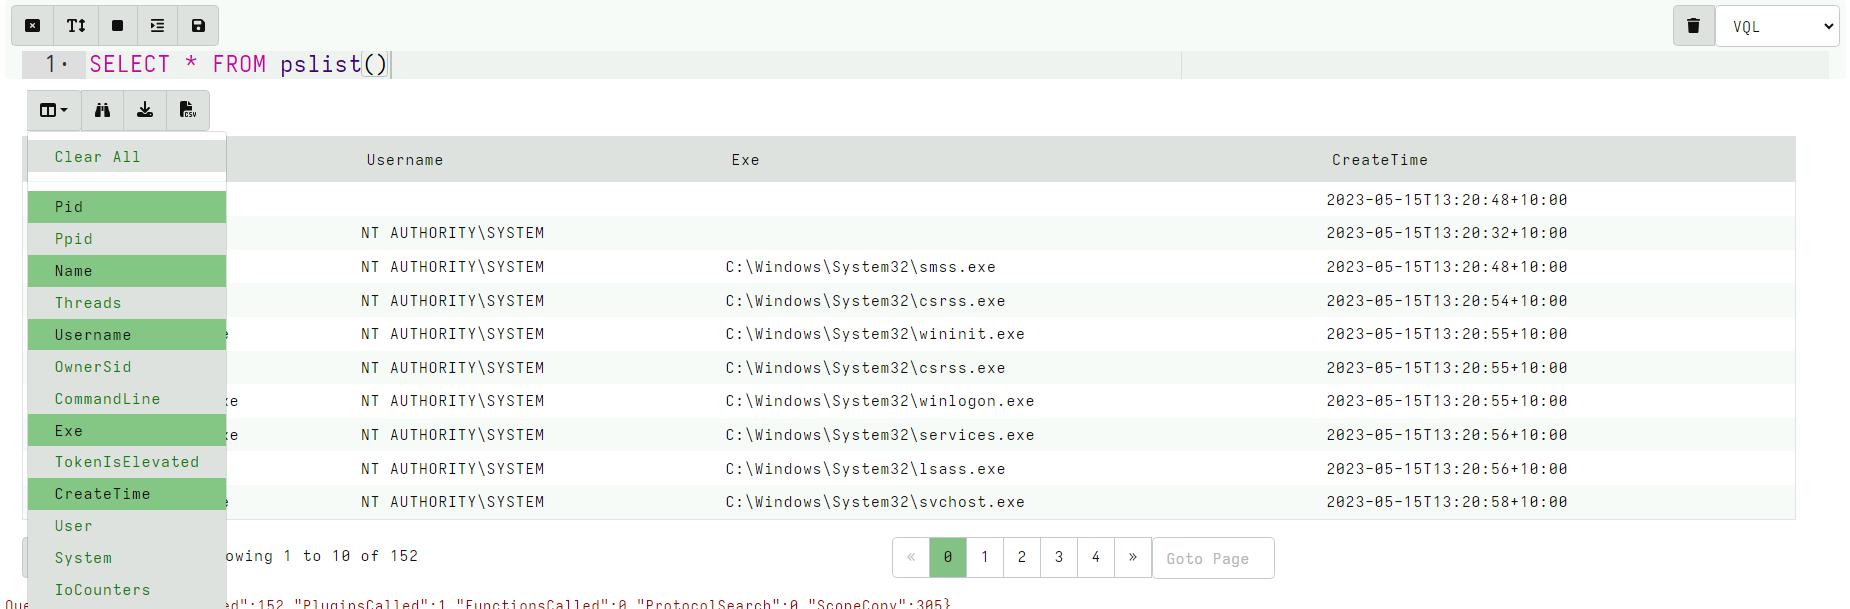 VQL
1 SELECT * FROM pslist()
CSV
Clear All
Pid
Ppid
Name
Threads
Username
OwnerSid
CommandLine
Exe
TokenIsElevated
CreateTime
User
System
IoCounters
Username Exe CreateTime
2023-05-15T13:20:48+10:00
NT AUTHORITY\SYSTEM 2023-05-15T13:20:32+10:00
NT AUTHORITY\SYSTEM C:\Windows\System32\smss.exe 2023-05-15T13:20:48+10:00
NT AUTHORITY\SYSTEM C:\Windows\System32\csrss.exe 2023-05-15T13:20:54+10:00
e NT AUTHORITY\SYSTEM C:\Windows\System32\wininit.exe 2023-05-15T13:20:55+10:00
NT AUTHORITY\SYSTEM C:\Windows\System32\csrss.exe 2023-05-15T13:20:55+10:00
xe NT AUTHORITY\SYSTEM C:\Windows\System32\winlogon.exe 2023-05-15T13:20:55+10:00
xe NT AUTHORITY\SYSTEM C:\Windows\System32\services.exe 2023-05-15T13:20:56+10:00
NT AUTHORITY\SYSTEM C:\Windows\System32\lsass.exe 2023-05-15T13:20:56+10:00
e NT AUTHORITY\SYSTEM C:\Windows\System32\svchost.exe 2023-05-15T13:20:58+10:00
owing 1 to 10 of 152 « 0 1 2 3 4 » Goto Page
Que ed":152,"PluginsCalled":1,"FunctionsCalled":0,"ProtocolSearch":0,"ScopeCopy":305}